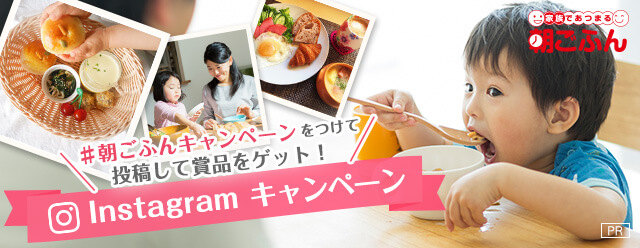 家族であつまる
朝ごふん
#朝ごふんキャンペーンをつけて
投稿して賞品をゲット！
Instagram キャンペーン
PR